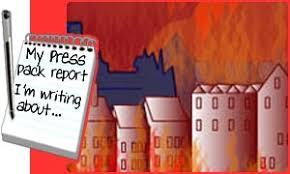 My Press
pack report
I'm writing
about...